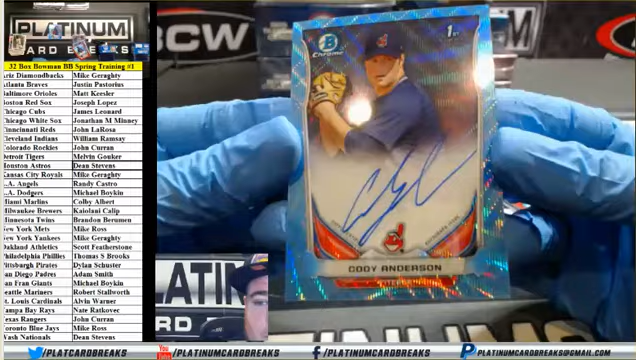 PLATINUM
CARD BREAKS
32 Box Bowman BB Spring Training #1
Ariz Diamondbacks Mike Geraghty
Atlanta Braves Justin Pastorius
Baltimore Orioles Matt Keesler
Boston Red Sox Joseph Lopez
Chicago Cubs James Leonard
Chicago White Sox Jonathan M Minney
Cincinnati Reds John LaRosa
Cleveland Indians William Ramsay
Colorado Rockies John Curran
Detroit Tigers Melvin Gouker
Houston Astros Dean Stevens
Kansas City Royals Mike Geraghty
L.A. Angels Randy Castro
L.A. Dodgers Michael Boykin
Miami Marlins Colby Albert
Milwaukee Brewers Kaiolani Calip
Minnesota Twins Brandon Berumen
New York Mets Mike Ross
New York Yankees Mike Geraghty
Oakland Athletics Scott Featherstone
Philadelphia Phillies Thomas S Brooks
Pittsburgh Pirates Dylan Schuster
San Diego Padres Adam Smith
San Fran Giants Michael Boykin
Seattle Mariners Robert Stallworth
St. Louis Cardinals Alvin Warner
Tampa Bay Rays Nate Ratkover
Texas Rangers John Curran
Toronto Blue Jays Mike Ross
Wash Nationals Dean Stevens
BCW
B
Chrome
1st
CODY ANDERSON
PLATINUM
/PLATCARDBREAKS
You Tube /PLATINUMCARDBREAKS
/PLATINUMCARDBREAKS
PLATINUMCARDBREAKS@GMAIL.COM